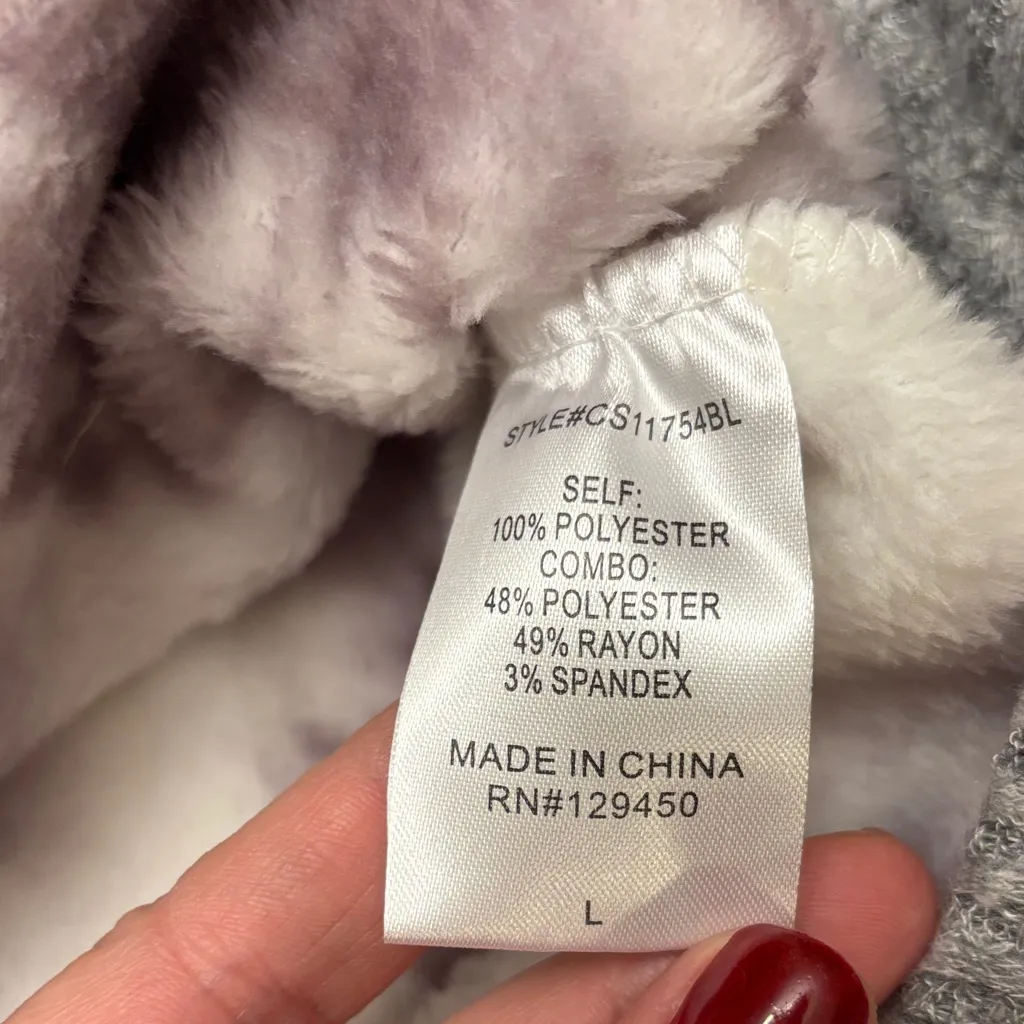 STYLE#CS11754BL
SELF:
100% POLYESTER
COMBO:
48% POLYESTER
49% RAYON
3% SPANDEX
MADE IN CHINA
RN#129450
L